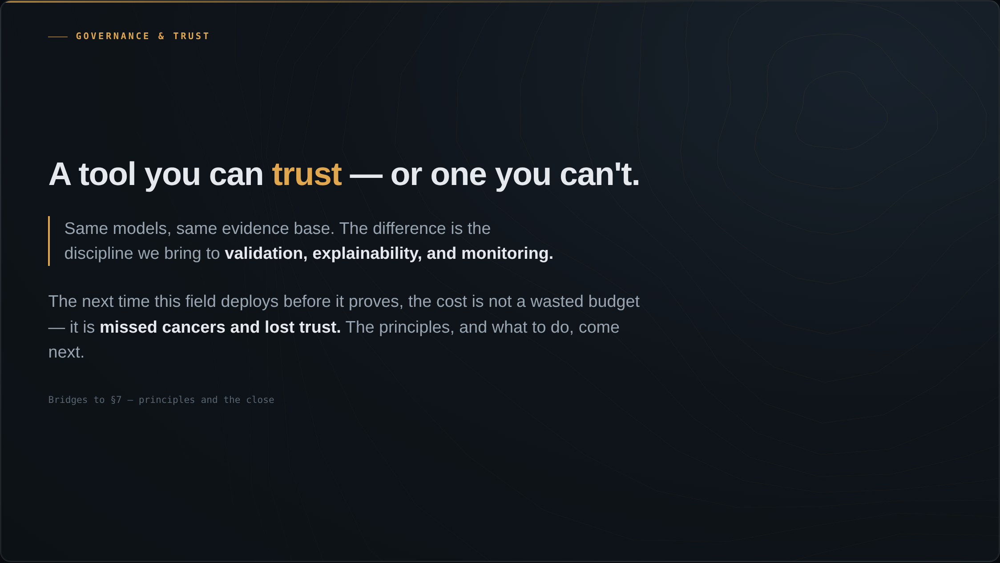 GOVERNANCE & TRUST
A tool you can trust — or one you can't.
Same models, same evidence base. The difference is the
discipline we bring to validation, explainability, and monitoring.
The next time this field deploys before it proves, the cost is not a wasted budget
— it is missed cancers and lost trust. The principles, and what to do, come
next.
Bridges to §7 — principles and the close